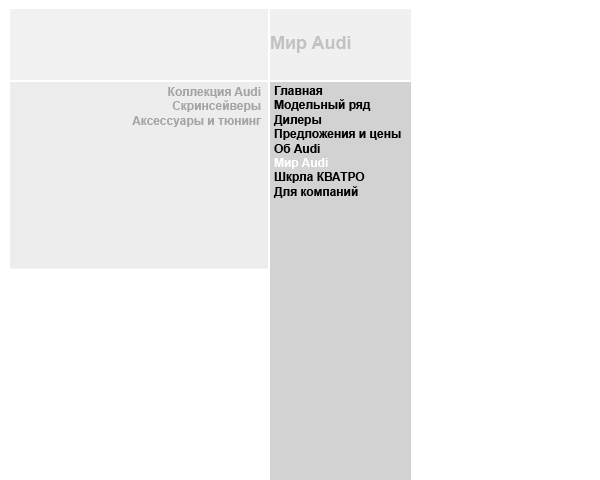 Мир Audi
Коллекция Audi
Скринсейверы
Аксессуары и тюнинг
Главная
Модельный ряд
Дилеры
Предложения и цены
Об Audi
Мир Audi
Шкрла КВАТРО
Для компаний